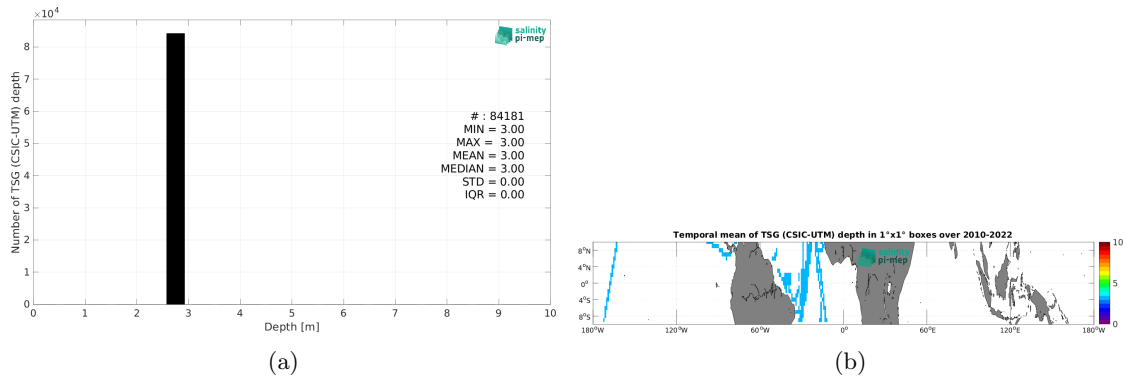 ×10⁴
salinity
pi-mep
8
7
6
5
4
3
2
1
0
Number of TSG (CSIC-UTM) depth
# : 84181
MIN = 3.00
MAX = 3.00
MEAN = 3.00
MEDIAN = 3.00
STD = 0.00
IQR = 0.00
0 1 2 3 4 5 6 7 8 9 10
Depth [m]
(a)
Temporal mean of TSG (CSIC-UTM) depth in 1°x1° boxes over 2010-2022
salinity
pi-mep
8°N
4°N
0°
4°S
8°S
180°W 120°W 60°W 0° 60°E 120°E 180°W
10
5
0
(b)